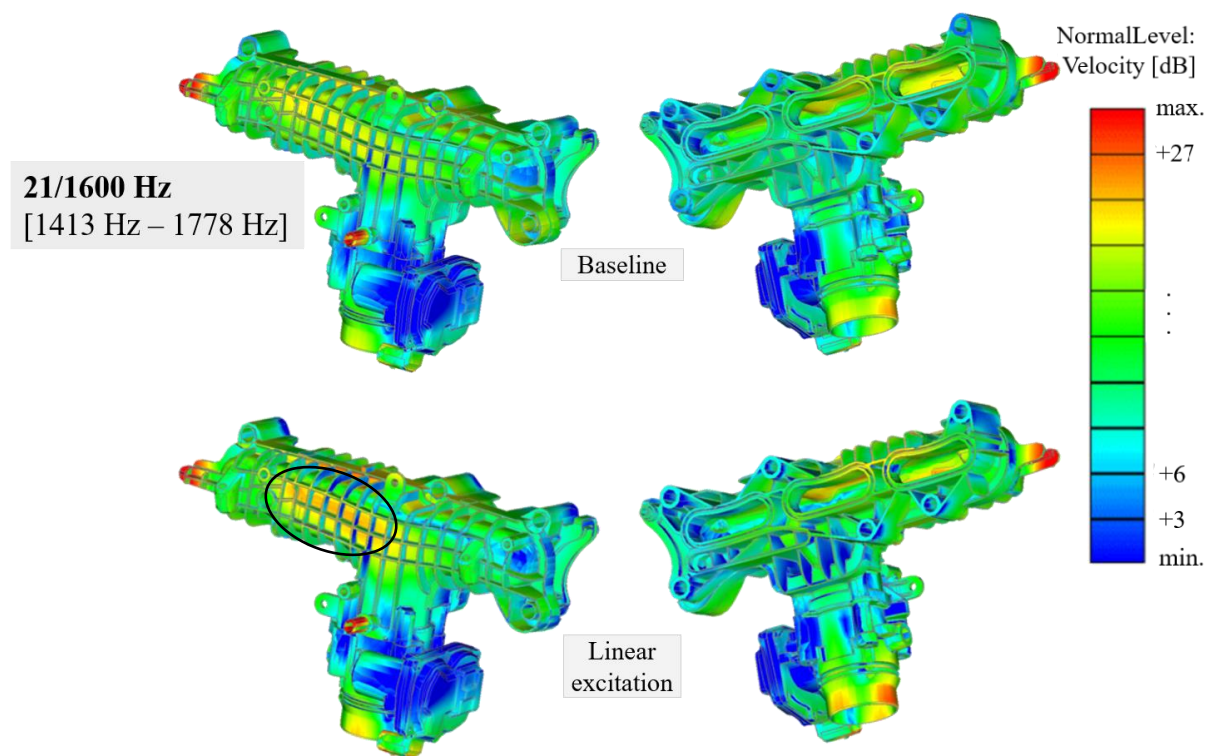 NormalLevel:
Velocity [dB]
max.
+27
21/1600 Hz
[1413 Hz – 1778 Hz]
Baseline
.
.
.
+6
+3
min.
Linear
excitation